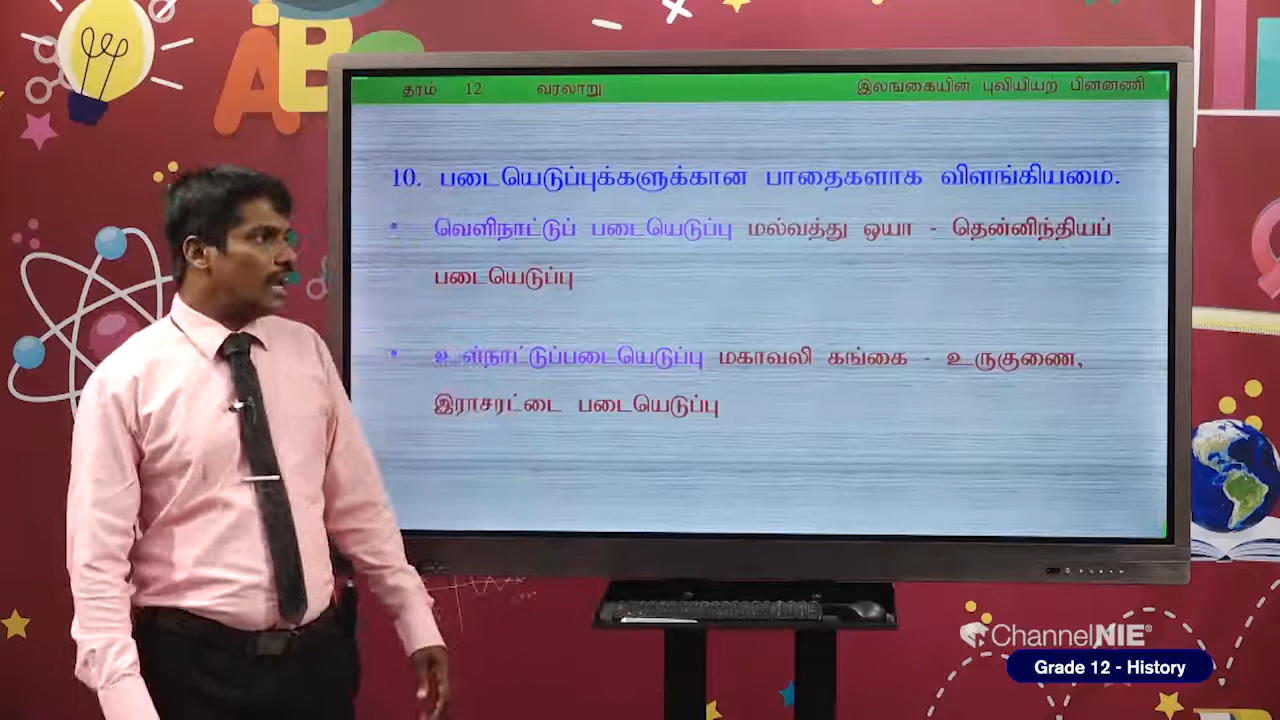 ABC
தரம் 12 வரலாறு இலங்கையின் புவியியற் பின்னணி
10. படையெடுப்புக்களுக்கான பாதைகளாக விளங்கியமை.
• வெளிநாட்டுப் படையெடுப்பு மல்வத்து ஓயா - தென்னிந்தியப்
படையெடுப்பு
• உள்நாட்டுப்படையெடுப்பு மகாவலி கங்கை - உருகுணை,
இராசரட்டை படையெடுப்பு
ChannelNIE
Grade 12 - History